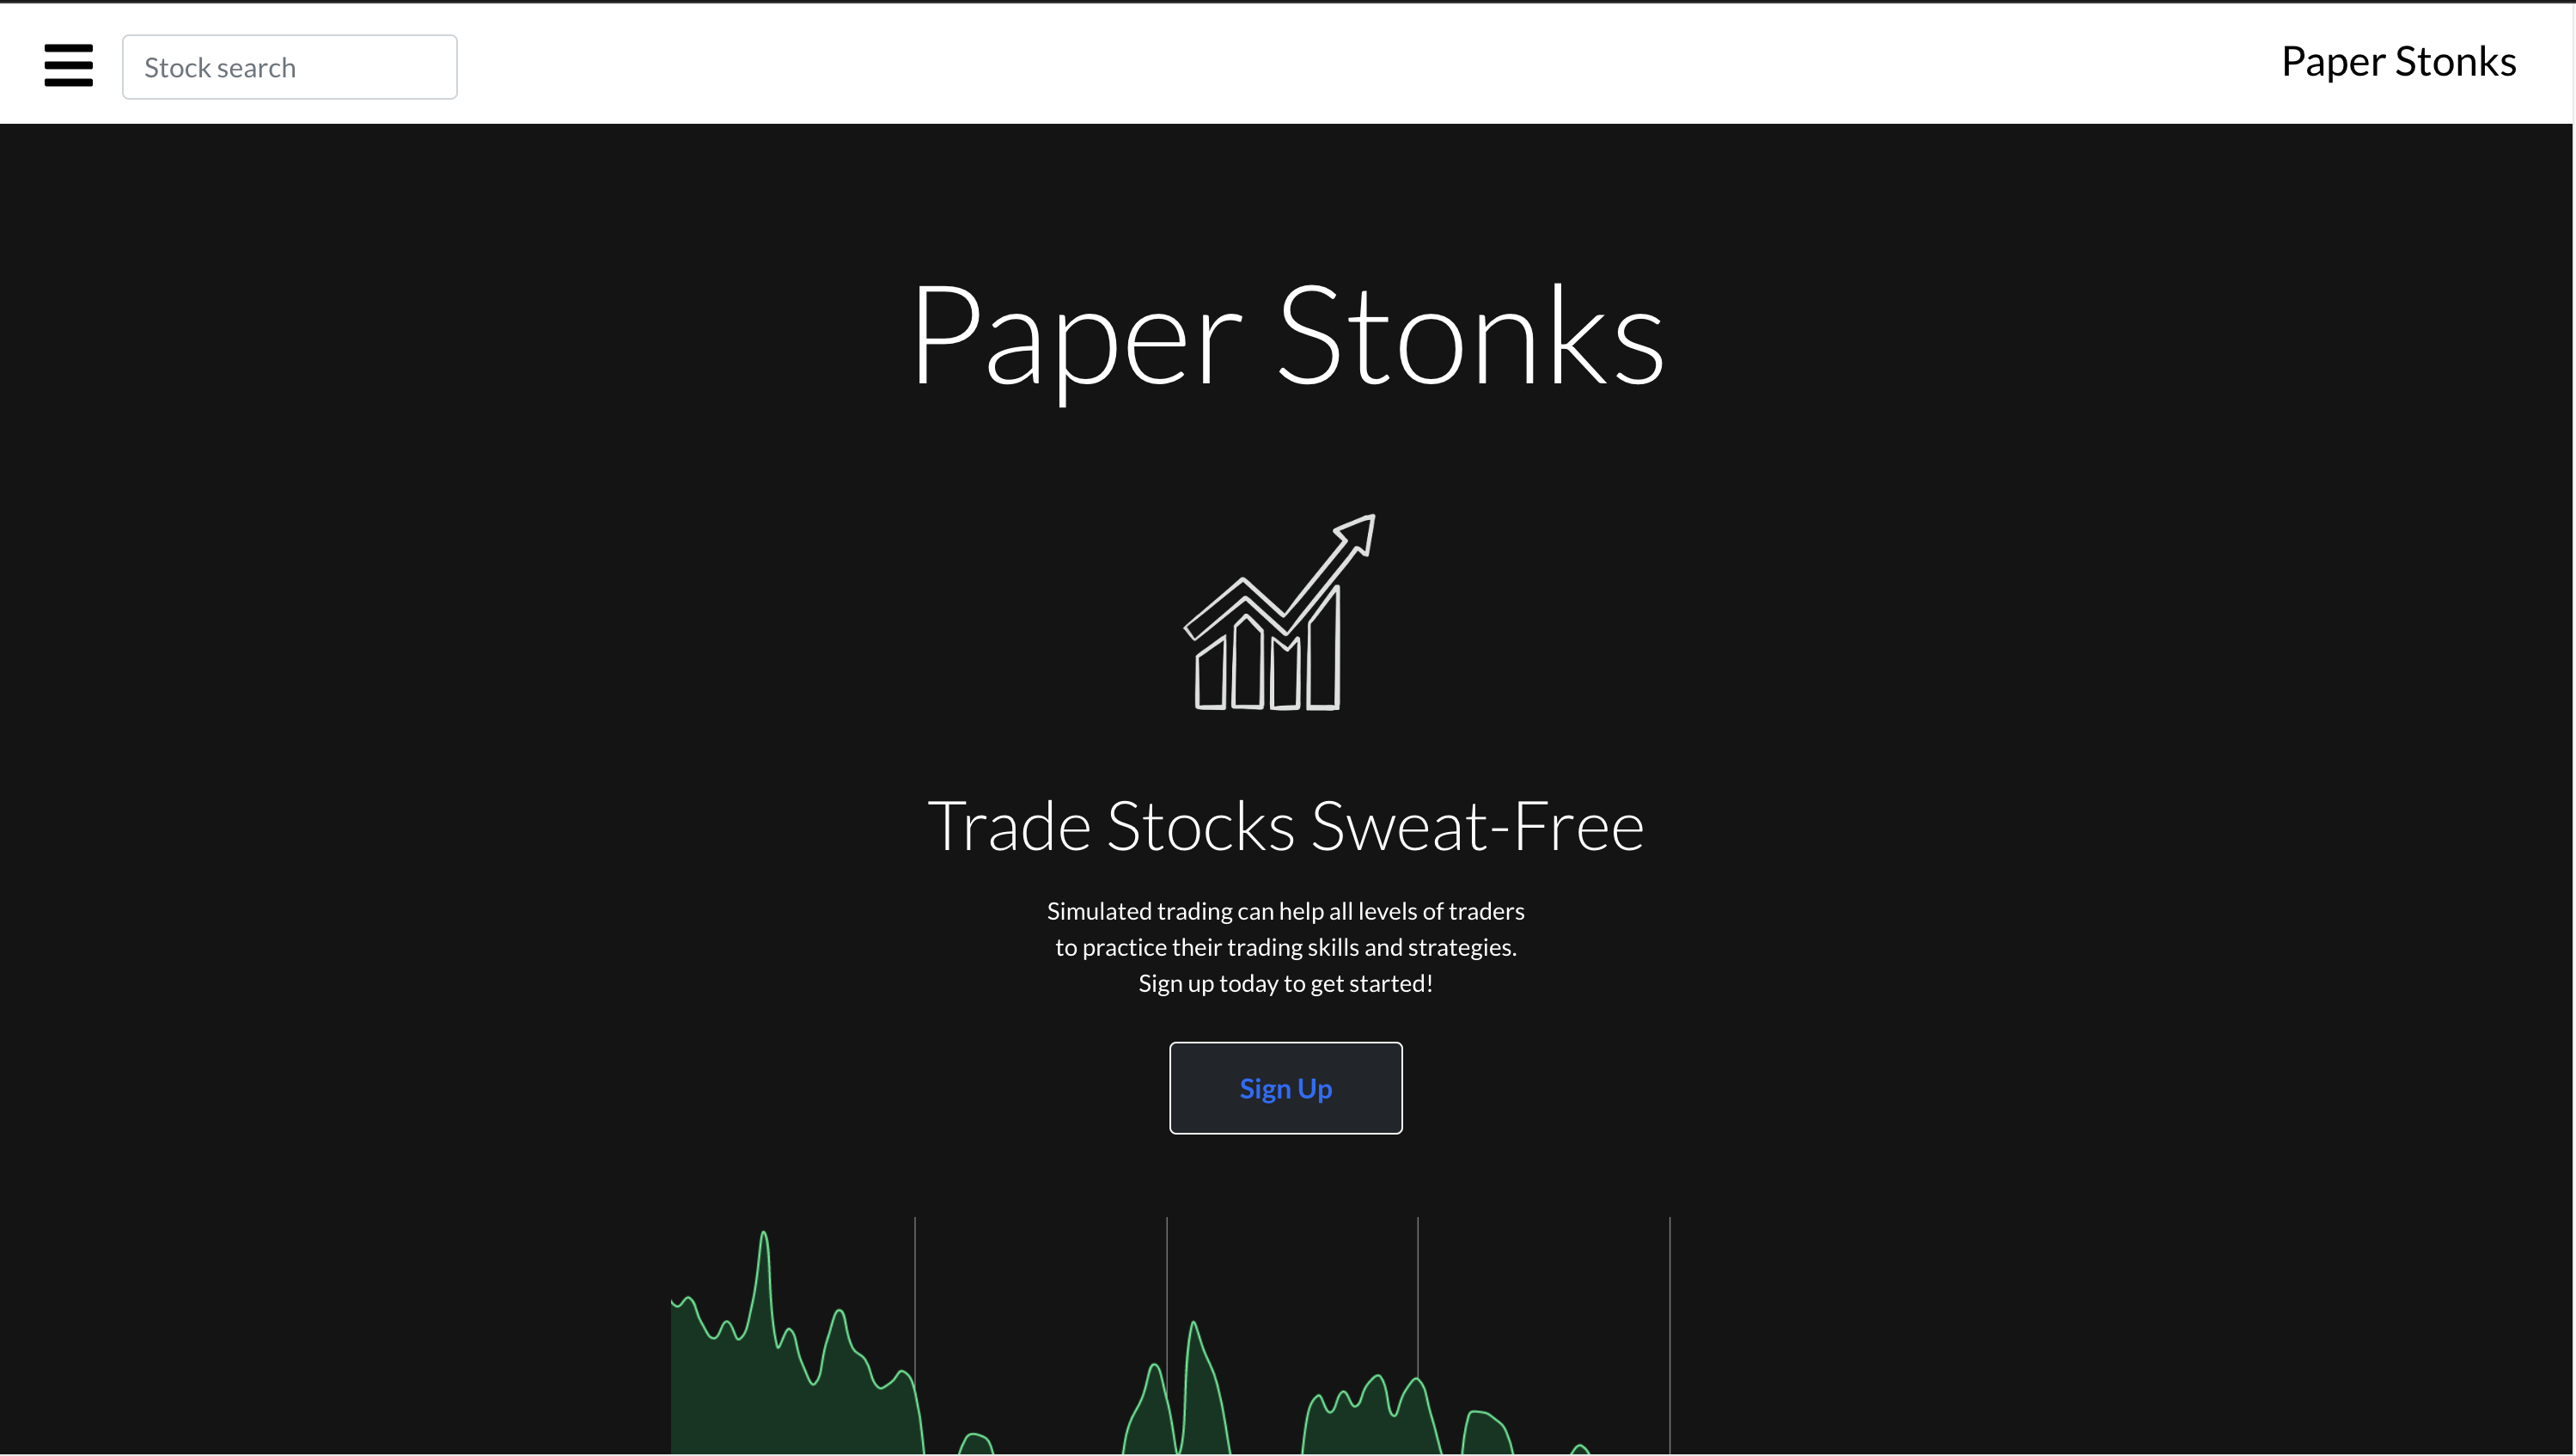 Stock search
Paper Stonks
Paper Stonks
Trade Stocks Sweat-Free
Simulated trading can help all levels of traders
to practice their trading skills and strategies.
Sign up today to get started!
Sign Up